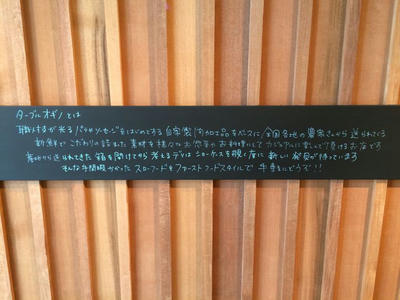 ターブルオギノとは
職人技が光るパテやソーセージをはじめとする自家製肉加工品をベースに、全国各地の農家さんから送られてくる
新鮮でこだわりの詰った素材を様々なお惣菜やお料理にしてカジュアルに楽しんで頂けるお店です
産地から送られてきた箱を開けてから考えるデリはショーケースを覗く度に新しい発見が待っています
そんな手間暇かかったスローフードをファーストフードスタイルで 手軽にどうぞ!!